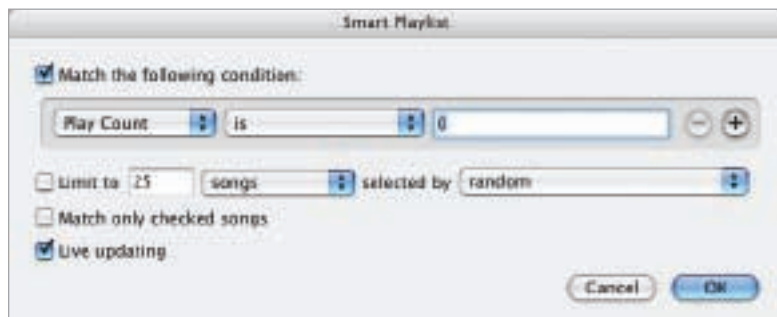 Smart Playlist
Match the following condition:
Play Count is 0
Limit to 25 songs selected by random
Match only checked songs
Live updating
Cancel OK